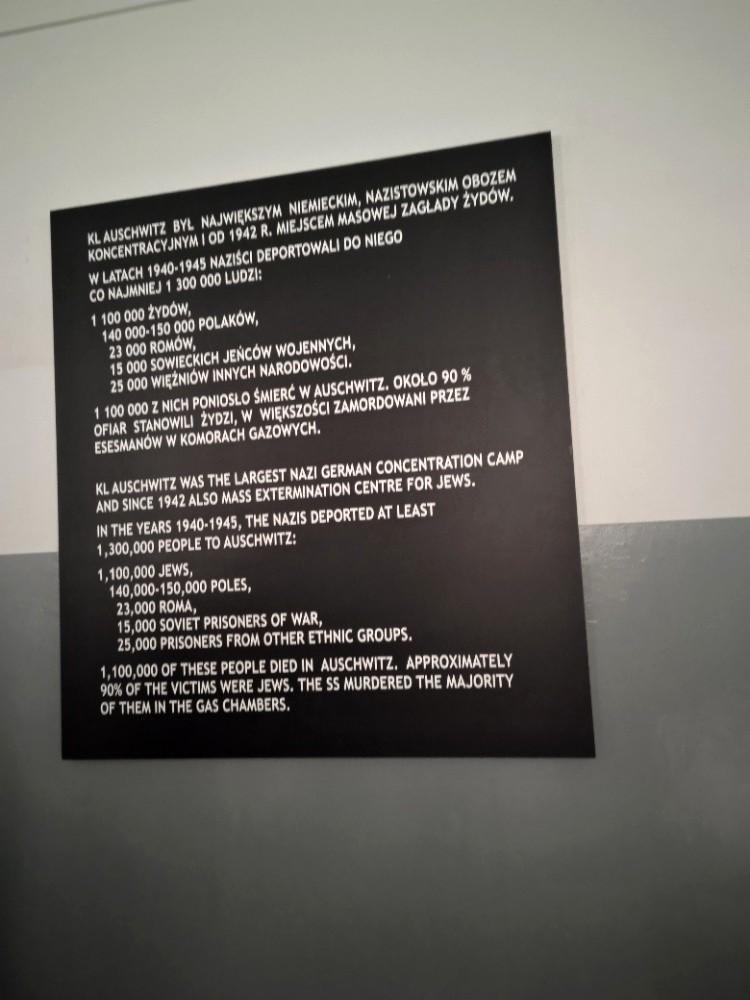 KL AUSCHWITZ BYŁ NAJWIĘKSZYM NIEMIECKIM, NAZISTOWSKIM OBOZEM
KONCENTRACYJNYM I OD 1942 R. MIEJSCEM MASOWEJ ZAGŁADY ŻYDÓW.
W LATACH 1940-1945 NAZIŚCI DEPORTOWALI DO NIEGO
CO NAJMNIEJ 1 300 000 LUDZI:
1 100 000 ŻYDÓW,
140 000-150 000 POLAKÓW,
23 000 ROMÓW,
15 000 SOWIECKICH JEŃCÓW WOJENNYCH,
25 000 WIĘŹNIÓW INNYCH NARODOWOŚCI.
1 100 000 Z NICH PONIOSŁO ŚMIERĆ W AUSCHWITZ. OKOŁO 90 %
OFIAR STANOWILI ŻYDZI, W WIĘKSZOŚCI ZAMORDOWANI PRZEZ
ESESMANÓW W KOMORACH GAZOWYCH.
KL AUSCHWITZ WAS THE LARGEST NAZI GERMAN CONCENTRATION CAMP
AND SINCE 1942 ALSO MASS EXTERMINATION CENTRE FOR JEWS.
IN THE YEARS 1940-1945, THE NAZIS DEPORTED AT LEAST
1,300,000 PEOPLE TO AUSCHWITZ:
1,100,000 JEWS,
140,000-150,000 POLES,
23,000 ROMA,
15,000 SOVIET PRISONERS OF WAR,
25,000 PRISONERS FROM OTHER ETHNIC GROUPS.
1,100,000 OF THESE PEOPLE DIED IN AUSCHWITZ. APPROXIMATELY
90% OF THE VICTIMS WERE JEWS. THE SS MURDERED THE MAJORITY
OF THEM IN THE GAS CHAMBERS.